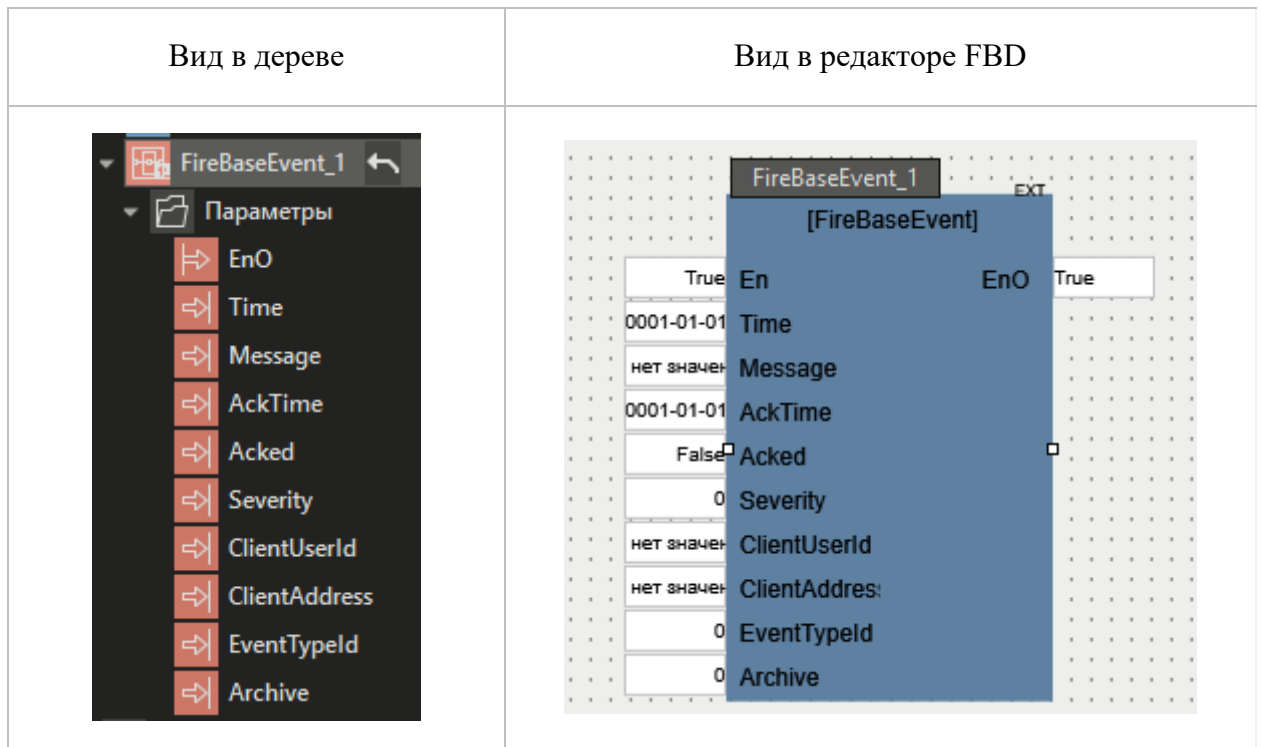 Вид в дереве
Вид в редакторе FBD
FireBaseEvent_1
Параметры
EnO
Time
Message
AckTime
Acked
Severity
ClientUserId
ClientAddress
EventTypeId
Archive
FireBaseEvent_1
EXT
[FireBaseEvent]
True En EnO True
0001-01-01 Time
нет значен Message
0001-01-01 AckTime
False Acked
0 Severity
нет значен ClientUserId
нет значен ClientAddres
0 EventTypeId
0 Archive